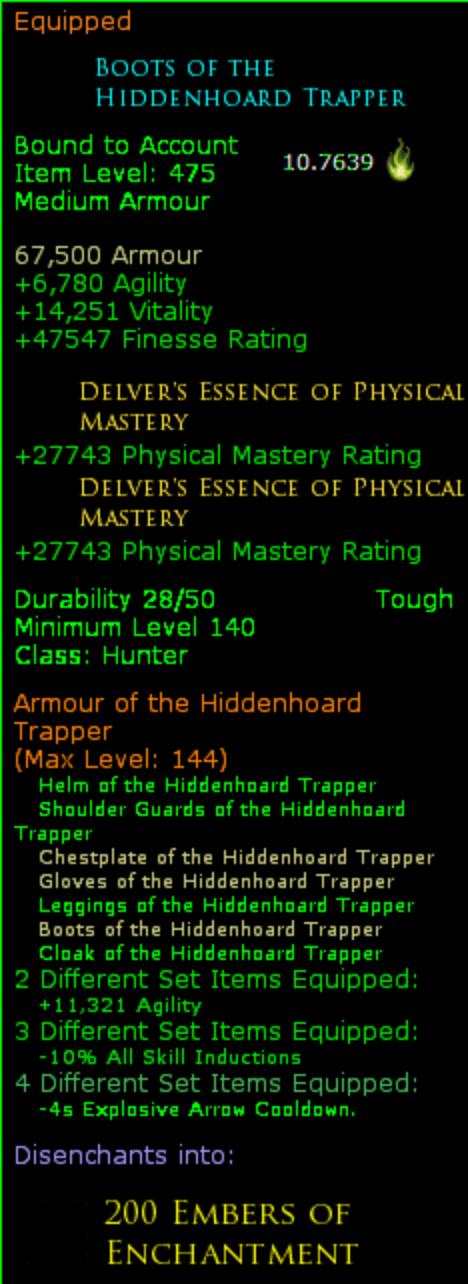 Equipped
Boots of the
Hiddenhoard Trapper
Bound to Account
Item Level: 475
10.7639
Medium Armour
67,500 Armour
+6,780 Agility
+14,251 Vitality
+47547 Finesse Rating
Delver's Essence of Physical
Mastery
+27743 Physical Mastery Rating
Delver's Essence of Physical
Mastery
+27743 Physical Mastery Rating
Durability 28/50 Tough
Minimum Level 140
Class: Hunter
Armour of the Hiddenhoard
Trapper
(Max Level: 144)
Helm of the Hiddenhoard Trapper
Shoulder Guards of the Hiddenhoard
Trapper
Chestplate of the Hiddenhoard Trapper
Gloves of the Hiddenhoard Trapper
Leggings of the Hiddenhoard Trapper
Boots of the Hiddenhoard Trapper
Cloak of the Hiddenhoard Trapper
2 Different Set Items Equipped:
+11,321 Agility
3 Different Set Items Equipped:
-10% All Skill Inductions
4 Different Set Items Equipped:
-4s Explosive Arrow Cooldown.
Disenchants into:
200 Embers of
Enchantment